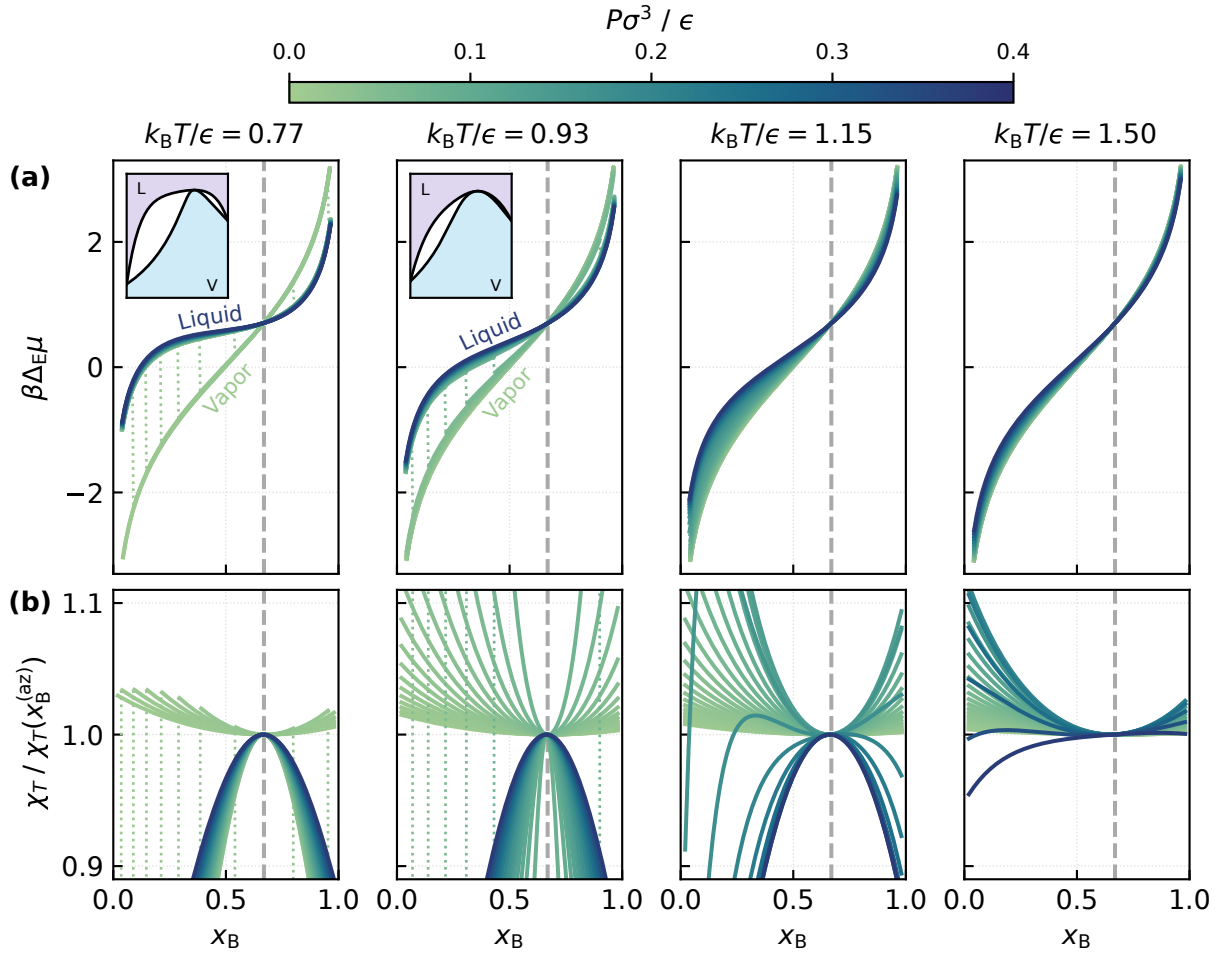 Pσ³ / ϵ
0.0 0.1 0.2 0.3 0.4
k_BT/ϵ = 0.77 k_BT/ϵ = 0.93 k_BT/ϵ = 1.15 k_BT/ϵ = 1.50
(a)
L V L V
Liquid Vapor Liquid Vapor
βΔ_Eμ
2
0
−2
(b)
χ_T / χ_T(x_B^(az))
1.1
1.0
0.9
0.0 0.5 1.0 0.0 0.5 1.0 0.0 0.5 1.0 0.0 0.5 1.0
x_B x_B x_B x_B